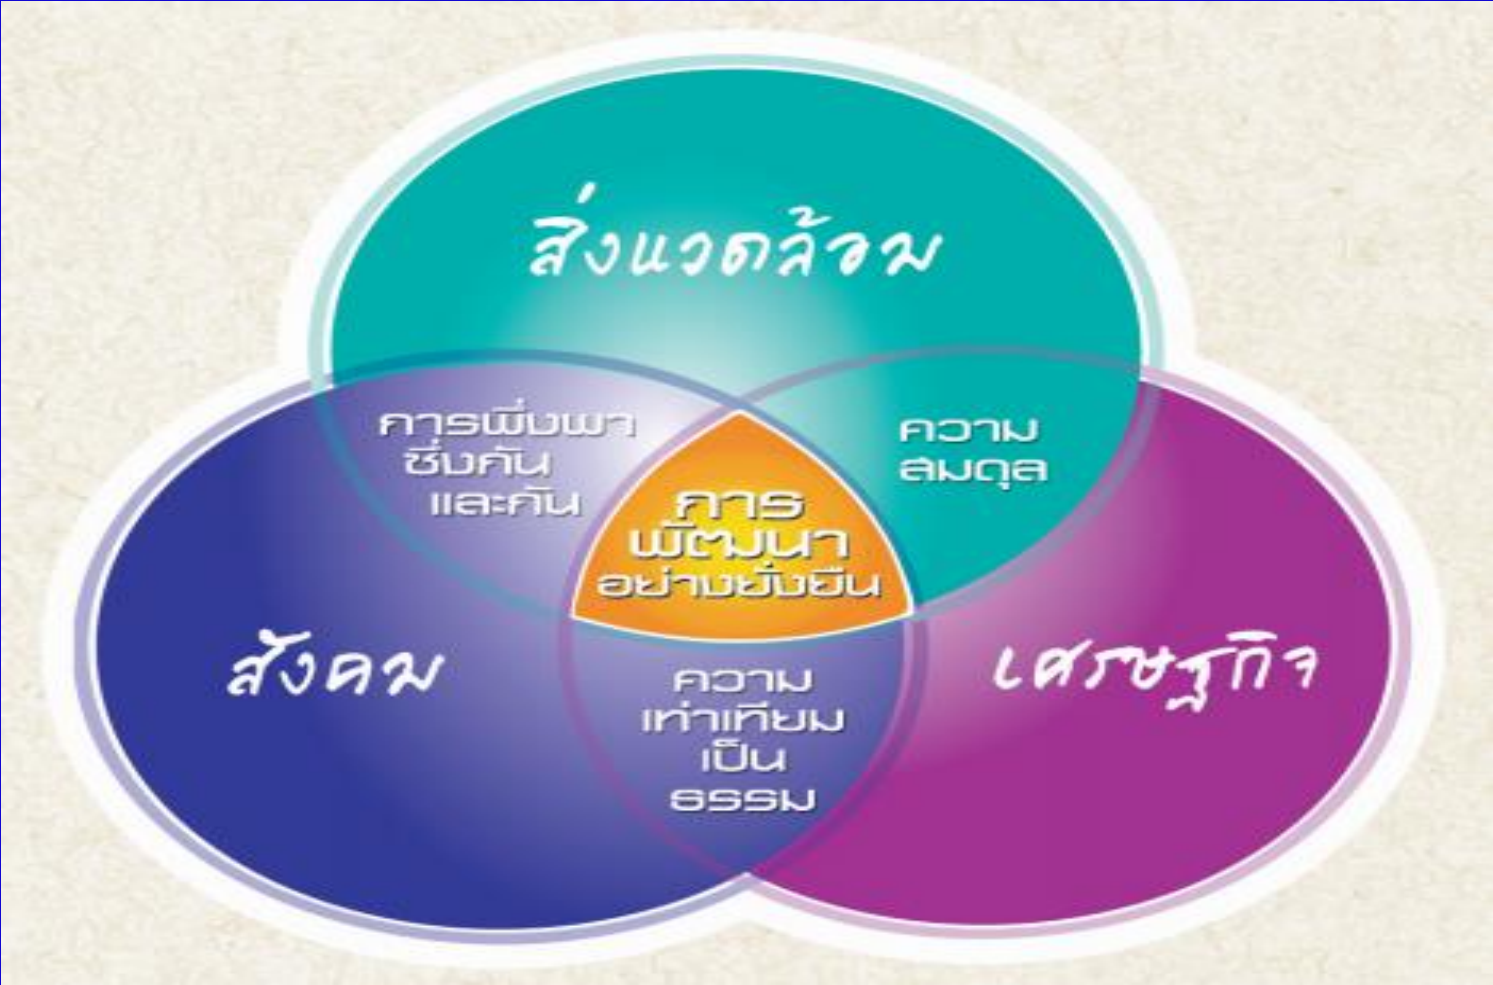 สิ่งแวดล้อม
การพึ่งพา
ซึ่งกัน
และกัน
ความ
สมดุล
การ
พัฒนา
อย่างยั่งยืน
สังคม
เศรษฐกิจ
ความ
เท่าเทียม
เป็น
ธรรม